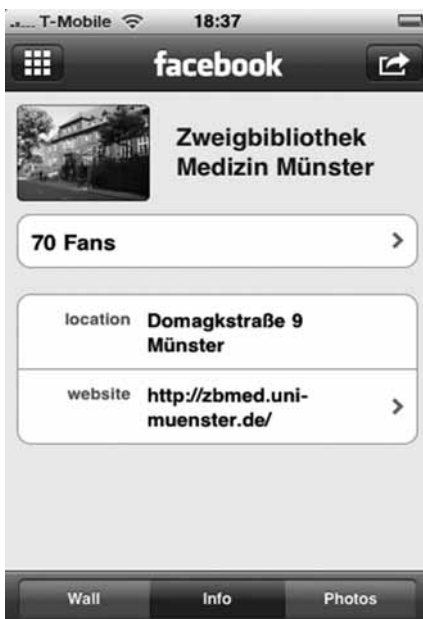 T-Mobile 18:37
facebook
Zweigbibliothek
Medizin Münster
70 Fans
location Domagkstraße 9
Münster
website http://zbmed.uni-
muenster.de/
Wall Info Photos